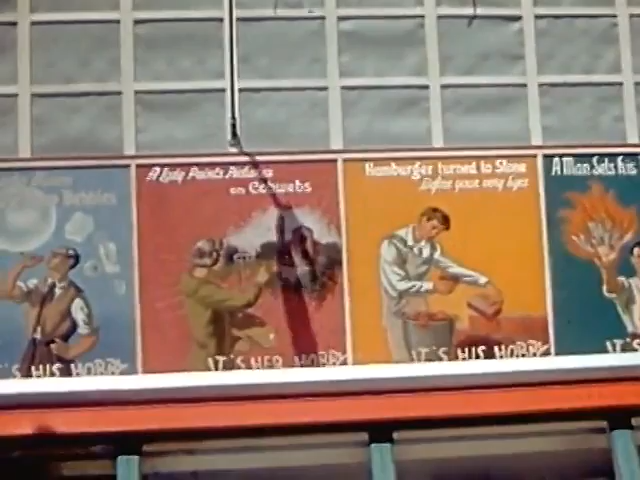 Bubbles
IT'S HIS HOBBY
A Lady Paints Pictures
on Cobwebs
IT'S HER HOBBY
Hamburger turned to Stone
Before your very Eyes
IT'S HIS HOBBY
A Man Sets his
IT'S